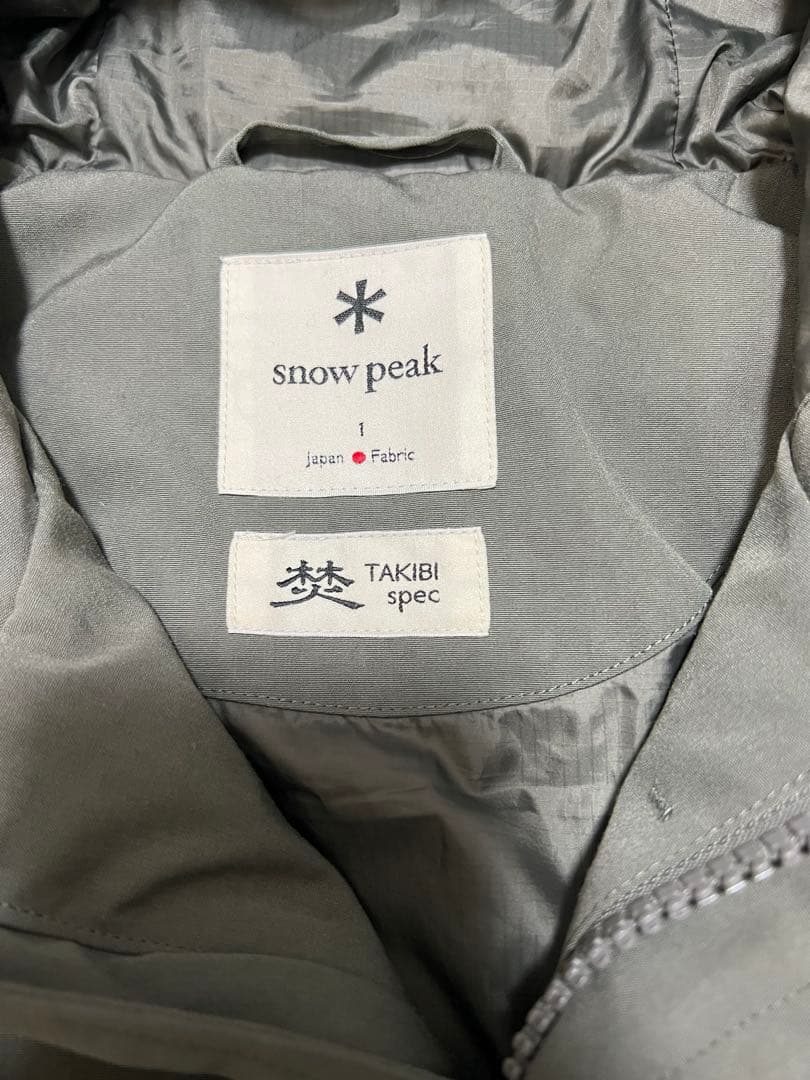 snow peak
1
Japan Fabric
焚 TAKIBI
spec